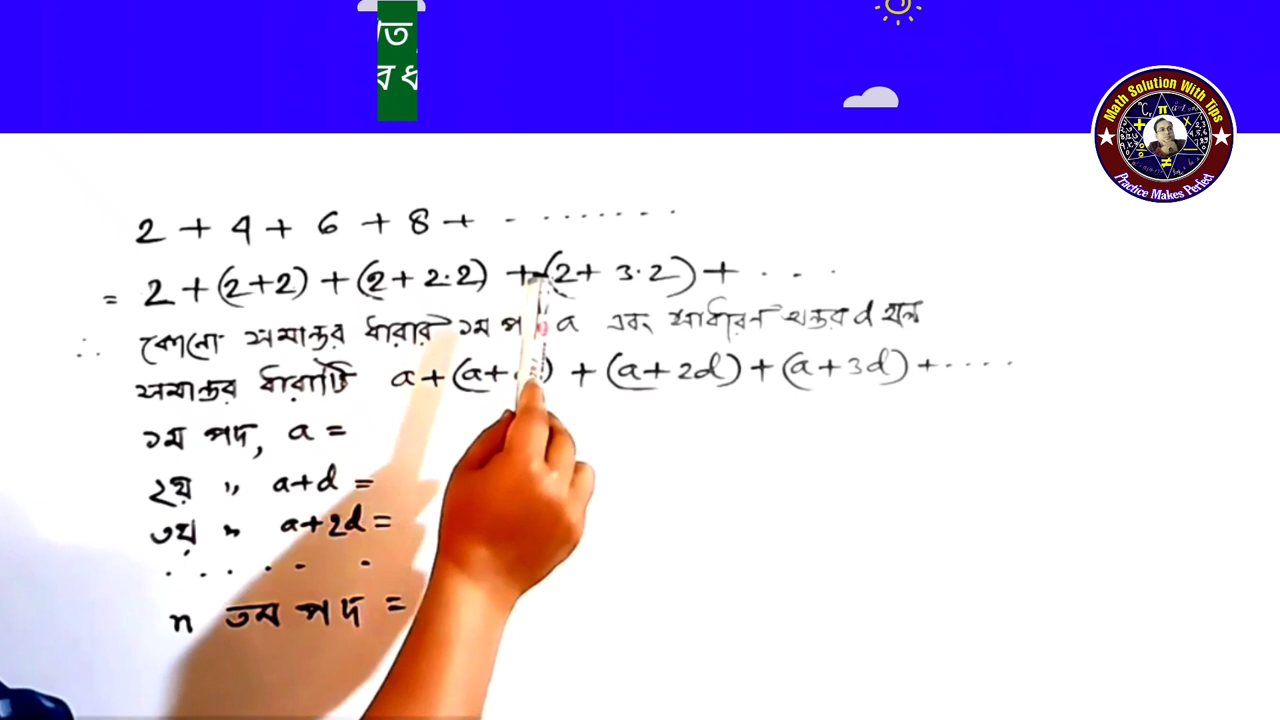 তি
ব ধ
Math Solution With Tips
Practice Makes Perfect
2 + 4 + 6 + 8 + - .......
= 2 + (2+2) + (2 + 2·2) + (2 + 3·2) + ....
∴ কোনো সমান্তর ধারার ১ম a এবং সাধারণ অন্তর d হলে
সমান্তর ধারাটি a + (a+ ) + (a + 2d) + (a + 3d) + ....
১ম পদ, a =
২য় " a+d =
৩য় " a+2d =
. . . . . .
n তম পদ =